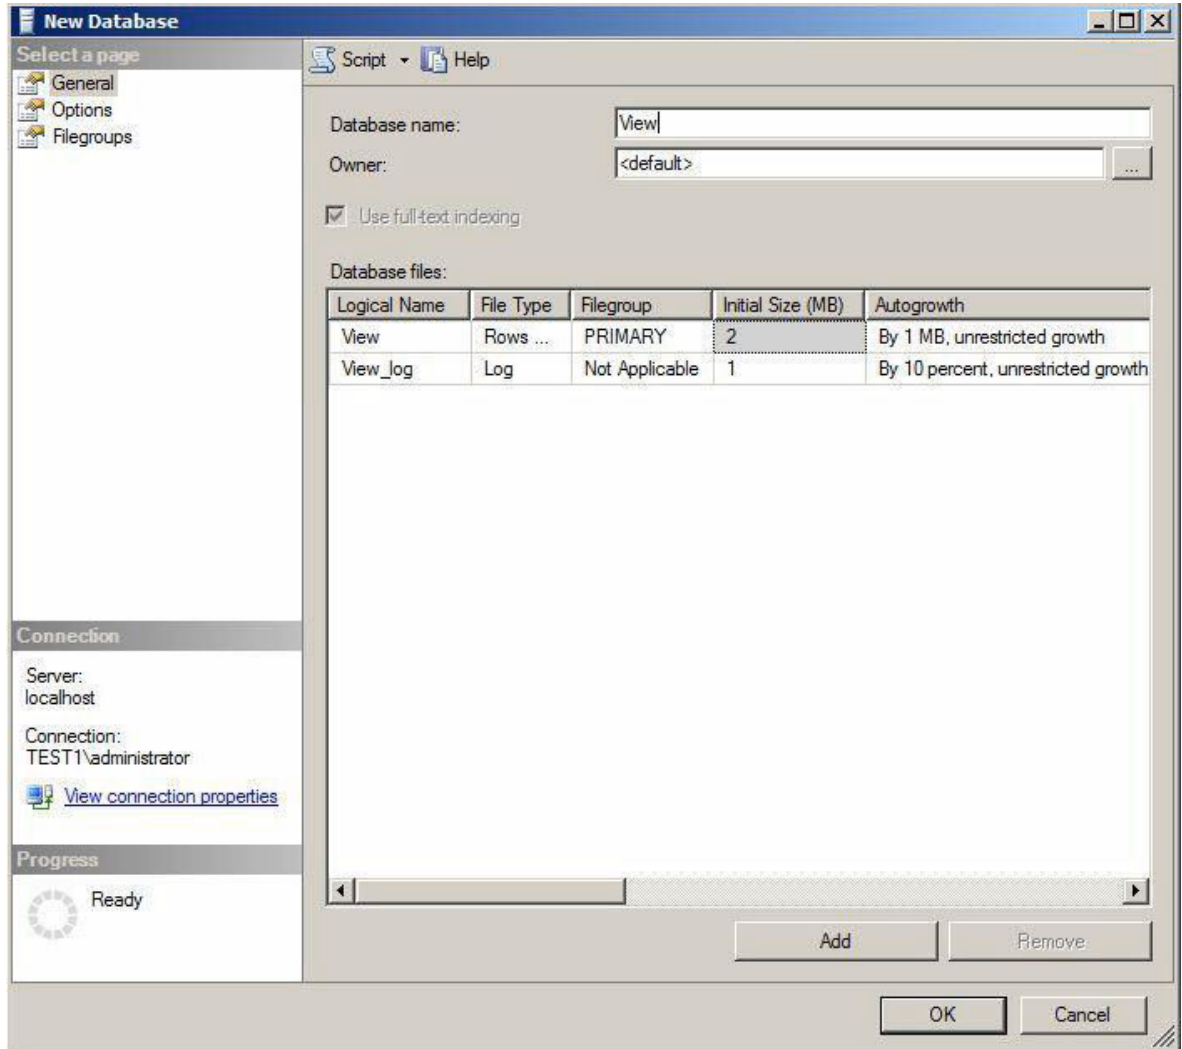 New Database
Select a page
General
Options
Filegroups
Script Help
Database name: View
Owner: <default> ...
Use full-text indexing
Database files:
Logical Name File Type Filegroup Initial Size (MB) Autogrowth
View Rows ... PRIMARY 2 By 1 MB, unrestricted growth
View_log Log Not Applicable 1 By 10 percent, unrestricted growth
Connection
Server:
localhost
Connection:
TEST1\administrator
View connection properties
Progress
Ready
Add Remove
OK Cancel